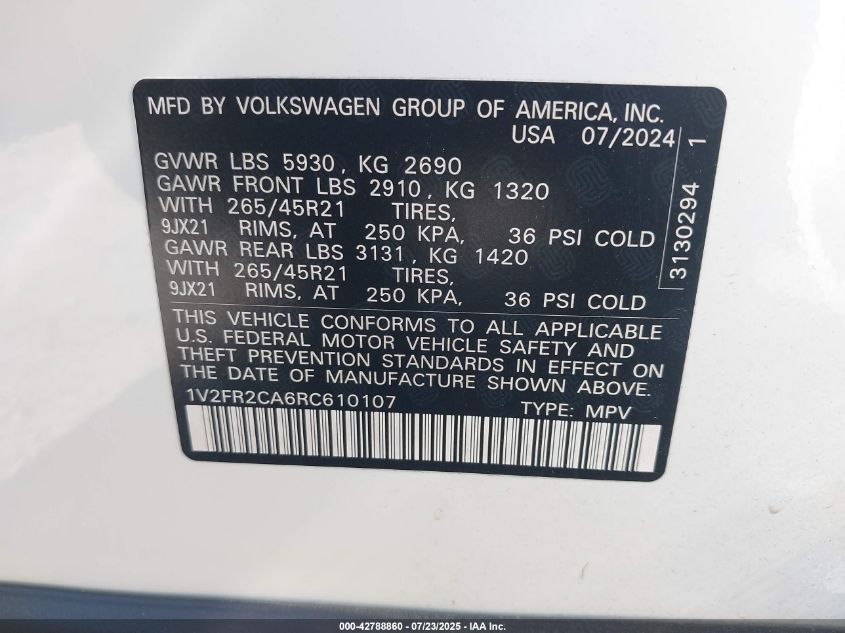 MFD BY VOLKSWAGEN GROUP OF AMERICA, INC.
USA 07/2024
GVWR LBS 5930, KG 2690
GAWR FRONT LBS 2910, KG 1320
WITH 265/45R21 TIRES,
9JX21 RIMS, AT 250 KPA, 36 PSI COLD
GAWR REAR LBS 3131, KG 1420
WITH 265/45R21 TIRES,
9JX21 RIMS, AT 250 KPA, 36 PSI COLD
3130294 1
THIS VEHICLE CONFORMS TO ALL APPLICABLE
U.S. FEDERAL MOTOR VEHICLE SAFETY AND
THEFT PREVENTION STANDARDS IN EFFECT ON
THE DATE OF MANUFACTURE SHOWN ABOVE.
1V2FR2CA6RC610107 TYPE: MPV
000-42788860 - 07/23/2025 - IAA Inc.